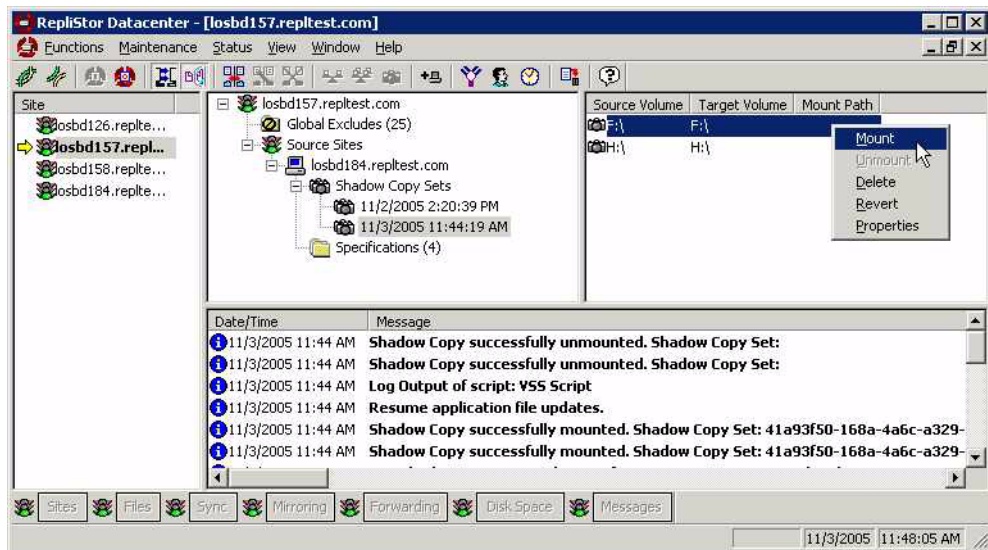 RepliStor Datacenter - [losbd157.repltest.com]
Functions Maintenance Status View Window Help
Site
losbd126.replte...
losbd157.repl...
losbd158.replte...
losbd184.replte...
losbd157.repltest.com
Global Excludes (25)
Source Sites
losbd184.repltest.com
Shadow Copy Sets
11/2/2005 2:20:39 PM
11/3/2005 11:44:19 AM
Specifications (4)
Source Volume Target Volume Mount Path
F:\ F:\
H:\ H:\
Mount
Unmount
Delete
Revert
Properties
Date/Time Message
11/3/2005 11:44 AM Shadow Copy successfully unmounted. Shadow Copy Set:
11/3/2005 11:44 AM Shadow Copy successfully unmounted. Shadow Copy Set:
11/3/2005 11:44 AM Log Output of script: VSS Script
11/3/2005 11:44 AM Resume application file updates.
11/3/2005 11:44 AM Shadow Copy successfully mounted. Shadow Copy Set: 41a93f50-168a-4a6c-a329-
11/3/2005 11:44 AM Shadow Copy successfully mounted. Shadow Copy Set: 41a93f50-168a-4a6c-a329-
Sites Files Sync Mirroring Forwarding Disk Space Messages
11/3/2005 11:48:05 AM